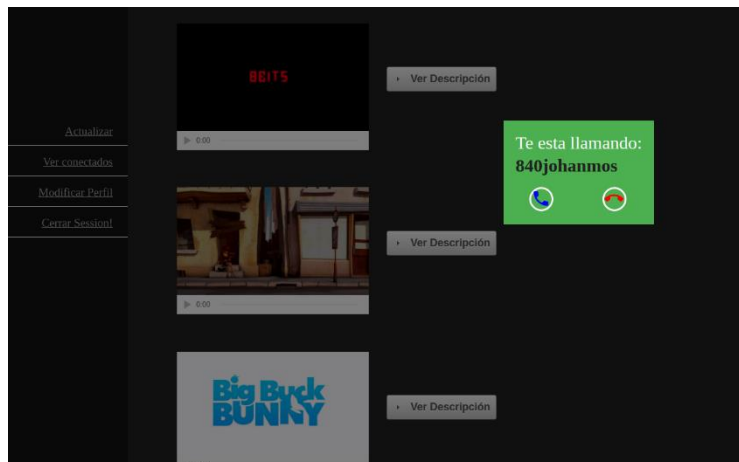 Actualizar
Ver conectados
Modificar Perfil
Cerrar Session!
8BITS
0:00
Ver Descripción
0:00
Ver Descripción
Big Buck
BUNNY
Ver Descripción
Te esta llamando:
840johanmos